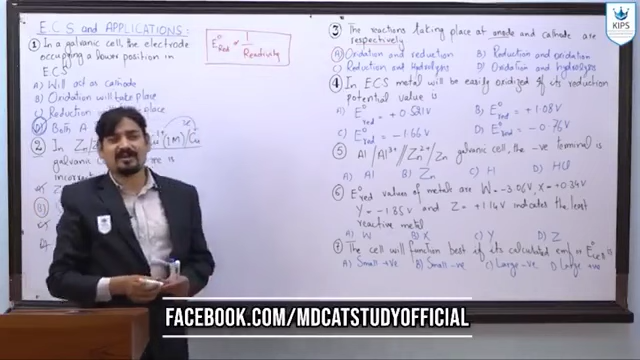 E C S and APPLICATIONS:
① In a galvanic cell, the electrode
occupying a lower position in
E C S
A) Will act as cathode
B) Oxidation will take place
C) Reduction place
D) Both A
② In Zn/
galvanic is
incorrect
E°Red ∝ 1/Reactivity
③ The reactions taking place at anode and cathode are
respectively
A) Oxidation and reduction B) Reduction and oxidation
C) Reduction and Hydrolysis D) Oxidation and hydrolysis
④ In ECS metal will be easily oxidized if its reduction
potential value is
A) E°red = + 0.521V B) E°red = +1.08V
C) E°red = -1.66V D) E°red = -0.76V
⑤ Al/Al³⁺//Zn²⁺/Zn galvanic cell, the -ve terminal is
A) Al B) Zn C) H D) HCl
⑥ E°red values of metals are W = -3.05V, X = +0.34V
Y = -1.35V and Z = +1.14V indicates the least
reactive metal
A) W B) X C) Y D) Z
⑦ The cell will function best if its calculated emf or E°cell is
A) Small +ve B) Small -ve C) Large -ve D) Large +ve
KIPS
FACEBOOK.COM/MDCATSTUDYOFFICIAL